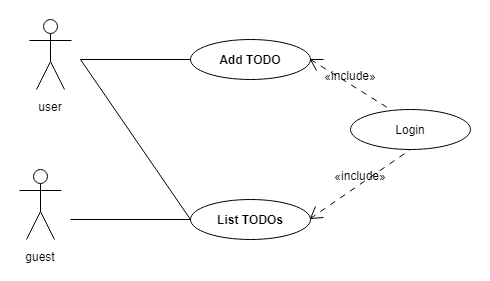 user
Add TODO
«include»
Login
«include»
guest
List TODOs